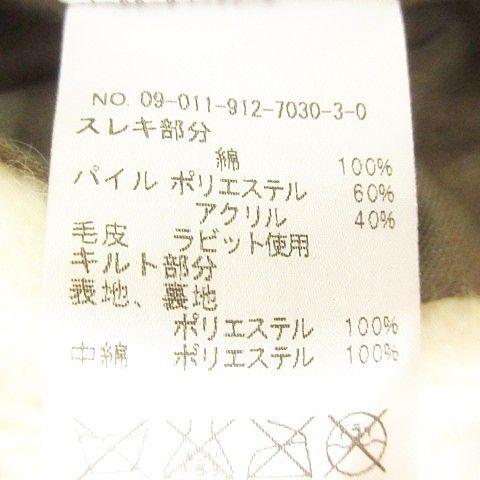 NO. 09-011-912-7030-3-0
スレキ部分
綿 100%
パイル ポリエステル 60%
アクリル 40%
毛皮 ラビット使用
キルト部分
表地、裏地
ポリエステル 100%
中綿 ポリエステル 100%